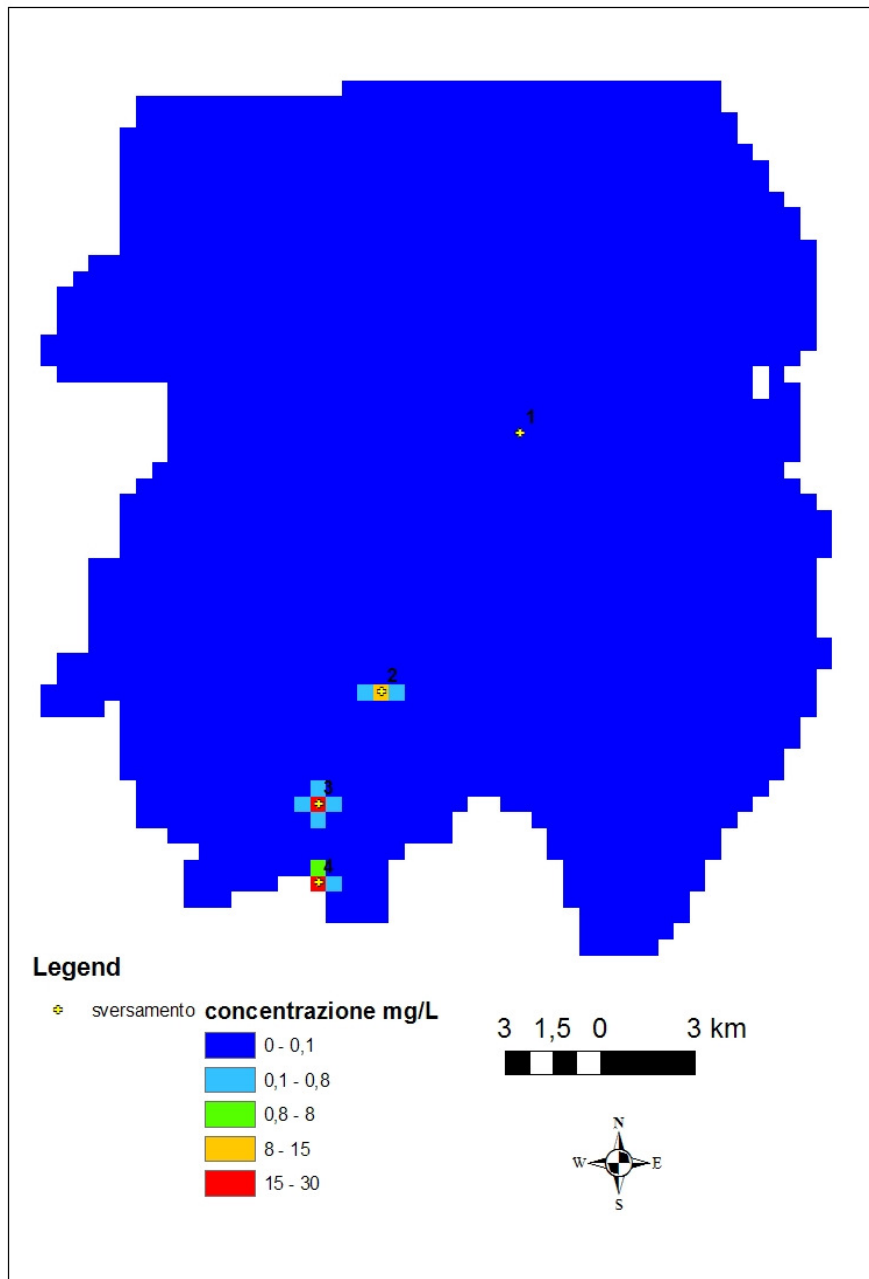 1
2
3
4
Legend
sversamento
concentrazione mg/L
0 - 0,1
0,1 - 0,8
0,8 - 8
8 - 15
15 - 30
3 1,5 0 3 km
N
W E
S